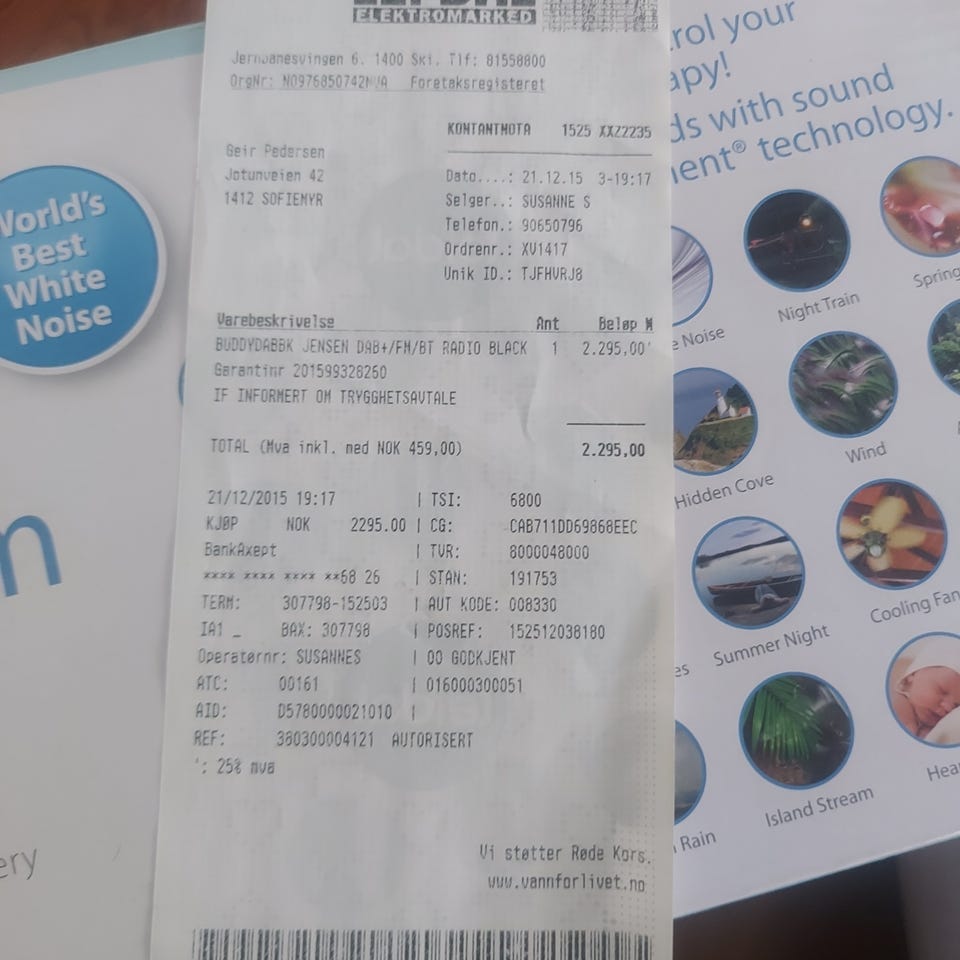 ELEKTROMARKED
Jernbanesvingen 6. 1400 Ski. Tlf: 81558800
OrgNr: NO976850742MVA Foretaksregisteret
KONTANTNOTA 1525 XXZ2235
Geir Pedersen
Jotunveien 42
1412 SOFIEMYR
Dato....: 21.12.15 3-19:17
Selger..: SUSANNE S
Telefon.: 90650796
Ordrenr.: XV1417
Unik ID.: TJFHVRJ8
Varebeskrivelse Ant Beløp M
BUDDYDABBK JENSEN DAB+/FM/BT RADIO BLACK 1 2.295,00'
Garantinr 201599328260
IF INFORMERT OM TRYGGHETSAVTALE
TOTAL (Mva inkl. med NOK 459,00) 2.295,00
21/12/2015 19:17 | TSI: 6800
KJØP NOK 2295.00 | CG: CAB711DD69868EEC
BankAxept | TVR: 8000048000
**** **** **** **68 26 | STAN: 191753
TERM: 307798-152503 | AUT KODE: 008330
IA1 _ BAX: 307798 | POSREF: 152512038180
Operatørnr: SUSANNES | 00 GODKJENT
ATC: 00161 | 016000300051
AID: D5780000021010 |
REF: 380300004121 AUTORISERT
': 25% mva
Vi støtter Røde Kors.
www.vannforlivet.no
World's
Best
White
Noise
n
ery
rol your
apy!
ds with sound
ment® technology.
e Noise
Night Train
Spring
Hidden Cove
Wind
es
Summer Night
Cooling Fan
Rain
Island Stream
Hea